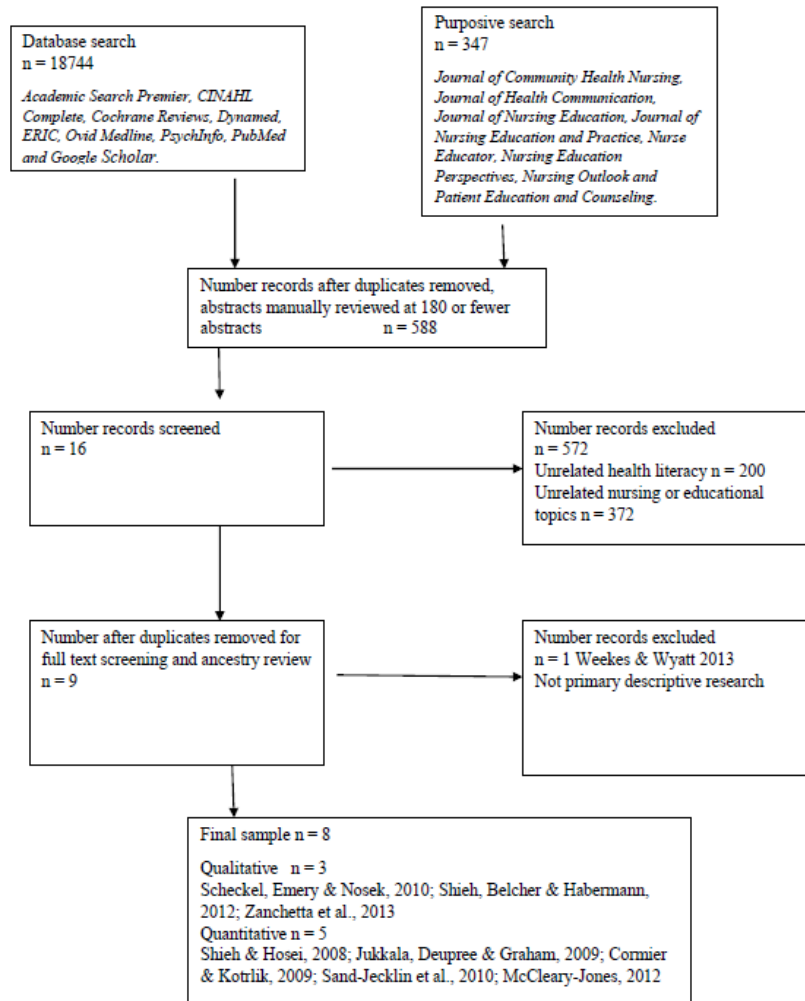 Database search
n = 18744
Academic Search Premier, CINAHL
Complete, Cochrane Reviews, Dynamed,
ERIC, Ovid Medline, PsychInfo, PubMed
and Google Scholar.
Purposive search
n = 347
Journal of Community Health Nursing,
Journal of Health Communication,
Journal of Nursing Education, Journal of
Nursing Education and Practice, Nurse
Educator, Nursing Education
Perspectives, Nursing Outlook and
Patient Education and Counseling.
Number records after duplicates removed,
abstracts manually reviewed at 180 or fewer
abstracts n = 588
Number records screened
n = 16
Number records excluded
n = 572
Unrelated health literacy n = 200
Unrelated nursing or educational
topics n = 372
Number after duplicates removed for
full text screening and ancestry review
n = 9
Number records excluded
n = 1 Weekes & Wyatt 2013
Not primary descriptive research
Final sample n = 8
Qualitative n = 3
Scheckel, Emery & Nosek, 2010; Shieh, Belcher & Habermann,
2012; Zanchetta et al., 2013
Quantitative n = 5
Shieh & Hosei, 2008; Jukkala, Deupree & Graham, 2009; Cormier
& Kotrlik, 2009; Sand-Jecklin et al., 2010; McCleary-Jones, 2012